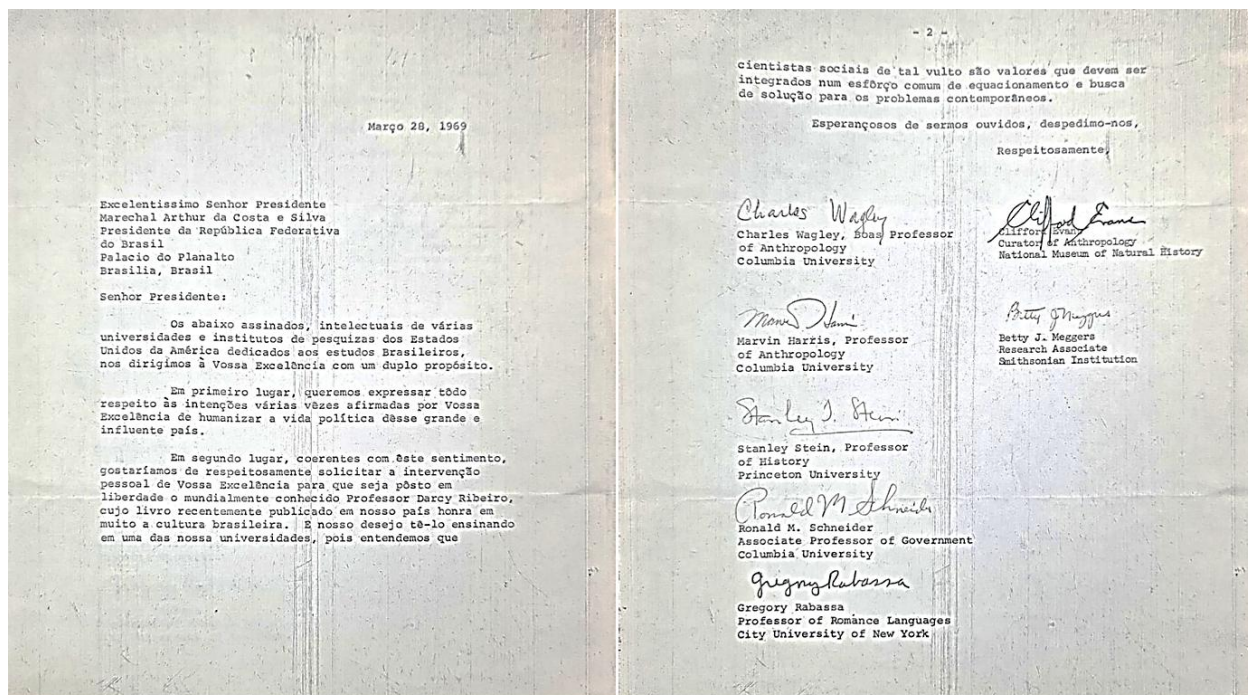 Março 28, 1969
Excelentissimo Senhor Presidente
Marechal Arthur da Costa e Silva
Presidente da República Federativa
do Brasil
Palacio do Planalto
Brasilia, Brasil
Senhor Presidente:
Os abaixo assinados, intelectuais de várias
universidades e institutos de pesquizas dos Estados
Unidos da América dedicados aos estudos Brasileiros,
nos dirigimos à Vossa Excelência com um duplo propósito.
Em primeiro lugar, queremos expressar tôdo
respeito às intenções várias vêzes afirmadas por Vossa
Excelência de humanizar a vida política dêsse grande e
influente país.
Em segundo lugar, coerentes com êste sentimento,
gostaríamos de respeitosamente solicitar a intervenção
pessoal de Vossa Excelência para que seja pôsto em
liberdade o mundialmente conhecido Professor Darcy Ribeiro,
cujo livro recentemente publicado em nosso país honra em
muito a cultura brasileira. E nosso desejo tê-lo ensinando
em uma das nossa universidades, pois entendemos que
- 2 -
cientistas sociais de tal vulto são valores que devem ser
integrados num esfôrço comum de equacionamento e busca
de solução para os problemas contemporâneos.
Esperançosos de sermos ouvidos, despedimo-nos,
Respeitosamente,
Charles Wagley
Charles Wagley, Boas Professor
of Anthropology
Columbia University
Clifford Evans
Clifford Evans
Curator of Anthropology
National Museum of Natural History
Marvin Harris
Marvin Harris, Professor
of Anthropology
Columbia University
Betty J Meggers
Betty J. Meggers
Research Associate
Smithsonian Institution
Stanley J. Stein
Stanley Stein, Professor
of History
Princeton University
Ronald M Schneider
Ronald M. Schneider
Associate Professor of Government
Columbia University
Gregory Rabassa
Gregory Rabassa
Professor of Romance Languages
City University of New York